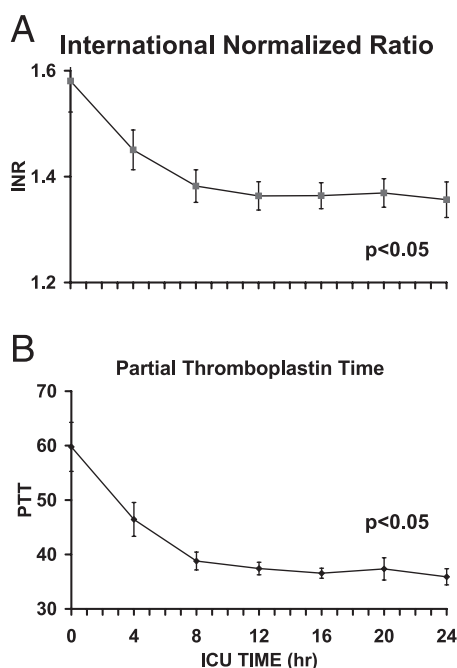 A
International Normalized Ratio
1.6
1.4
1.2
INR
p<0.05
B
Partial Thromboplastin Time
70
60
50
40
30
PTT
p<0.05
0 4 8 12 16 20 24
ICU TIME (hr)